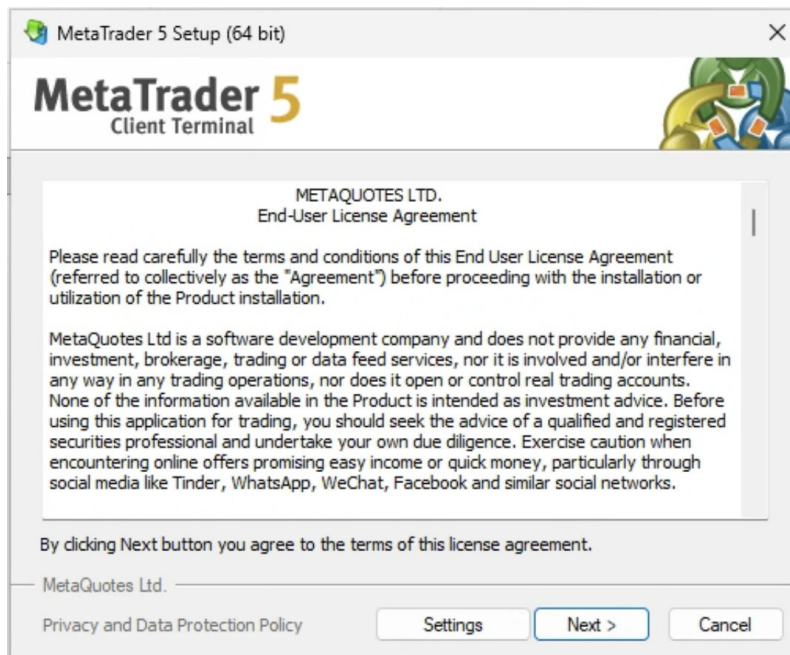 MetaTrader 5 Setup (64 bit)
MetaTrader 5
Client Terminal
METAQUOTES LTD.
End-User License Agreement
Please read carefully the terms and conditions of this End User License Agreement
(referred to collectively as the "Agreement") before proceeding with the installation or
utilization of the Product installation.
MetaQuotes Ltd is a software development company and does not provide any financial,
investment, brokerage, trading or data feed services, nor it is involved and/or interfere in
any way in any trading operations, nor does it open or control real trading accounts.
None of the information available in the Product is intended as investment advice. Before
using this application for trading, you should seek the advice of a qualified and registered
securities professional and undertake your own due diligence. Exercise caution when
encountering online offers promising easy income or quick money, particularly through
social media like Tinder, WhatsApp, WeChat, Facebook and similar social networks.
By clicking Next button you agree to the terms of this license agreement.
MetaQuotes Ltd.
Privacy and Data Protection Policy
Settings
Next >
Cancel